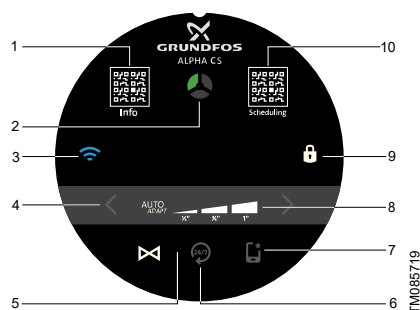 1
10
GRUNDFOS
ALPHA CS
Info
Scheduling
2
3
9
4
AUTO
ADAPT
½"
¾"
1"
8
24/7
7
5
6
TM085719